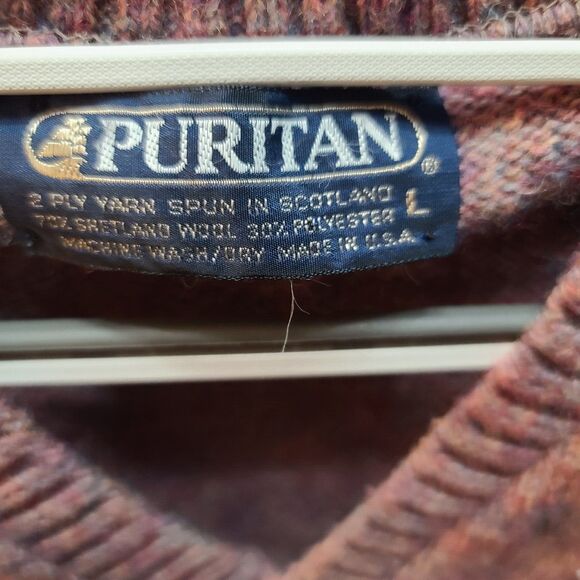 PURITAN ®
2 PLY YARN SPUN IN SCOTLAND L
70% SHETLAND WOOL 30% POLYESTER
MACHINE WASH/DRY MADE IN U.S.A.